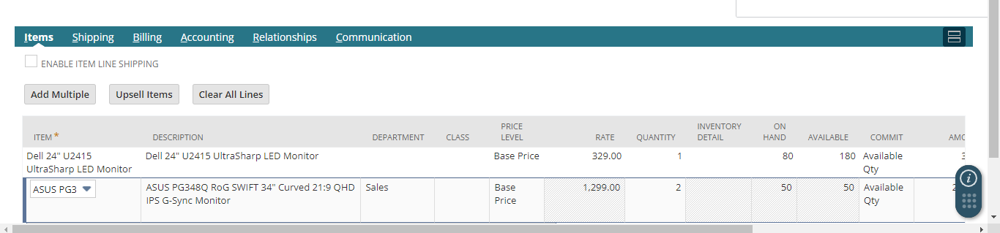 Items Shipping Billing Accounting Relationships Communication
ENABLE ITEM LINE SHIPPING
Add Multiple Upsell Items Clear All Lines
ITEM * DESCRIPTION DEPARTMENT CLASS PRICE LEVEL RATE QUANTITY INVENTORY DETAIL ON HAND AVAILABLE COMMIT
Dell 24" U2415 Dell 24" U2415 UltraSharp LED Monitor Base Price 329.00 1 80 180 Available
UltraSharp LED Monitor Qty
ASUS PG3 ASUS PG348Q RoG SWIFT 34" Curved 21:9 QHD Sales Base 1,299.00 2 50 50 Available
IPS G-Sync Monitor Price Qty